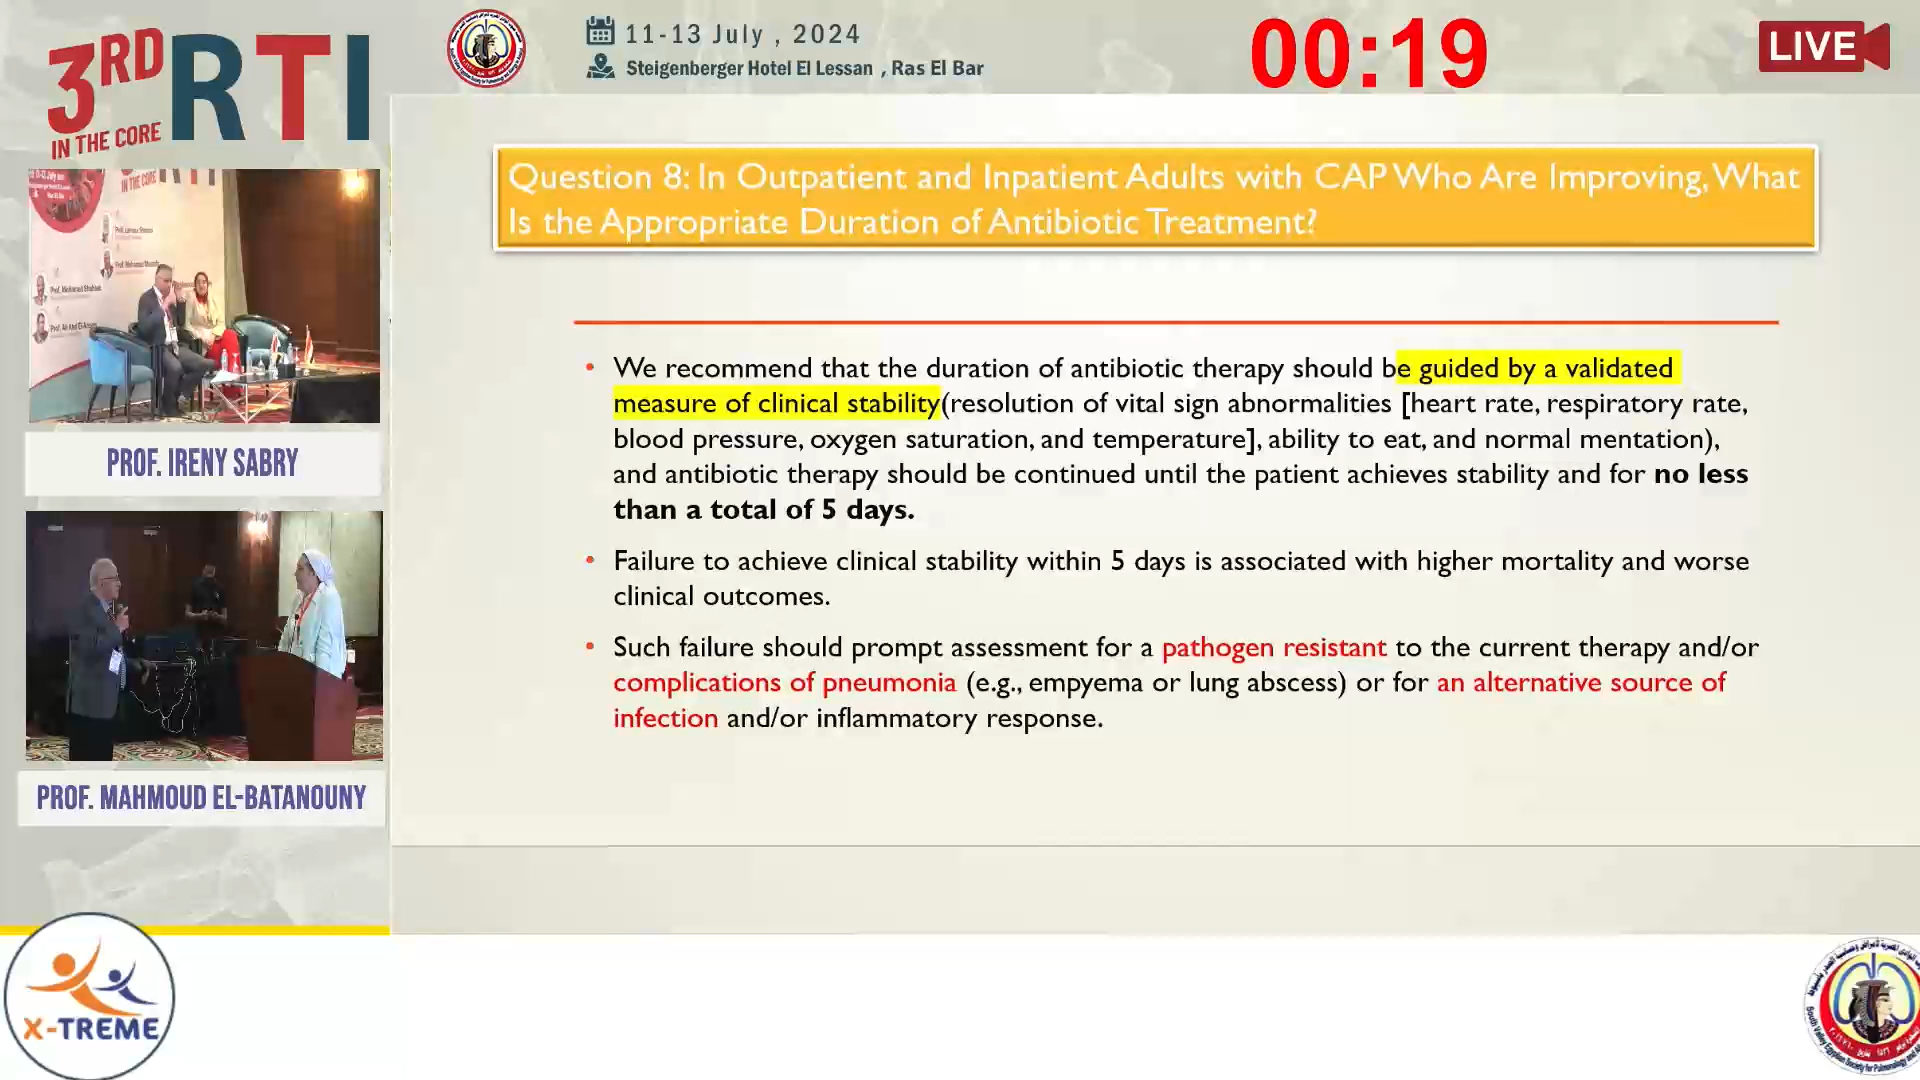 3RD RTI
IN THE CORE
11-13 July , 2024
Steigenberger Hotel El Lessan , Ras El Bar
00:19
LIVE
Question 8: In Outpatient and Inpatient Adults with CAP Who Are Improving, What
Is the Appropriate Duration of Antibiotic Treatment?
• We recommend that the duration of antibiotic therapy should be guided by a validated
measure of clinical stability(resolution of vital sign abnormalities [heart rate, respiratory rate,
blood pressure, oxygen saturation, and temperature], ability to eat, and normal mentation),
and antibiotic therapy should be continued until the patient achieves stability and for no less
than a total of 5 days.
• Failure to achieve clinical stability within 5 days is associated with higher mortality and worse
clinical outcomes.
• Such failure should prompt assessment for a pathogen resistant to the current therapy and/or
complications of pneumonia (e.g., empyema or lung abscess) or for an alternative source of
infection and/or inflammatory response.
PROF. IRENY SABRY
PROF. MAHMOUD EL-BATANOUNY
X-TREME